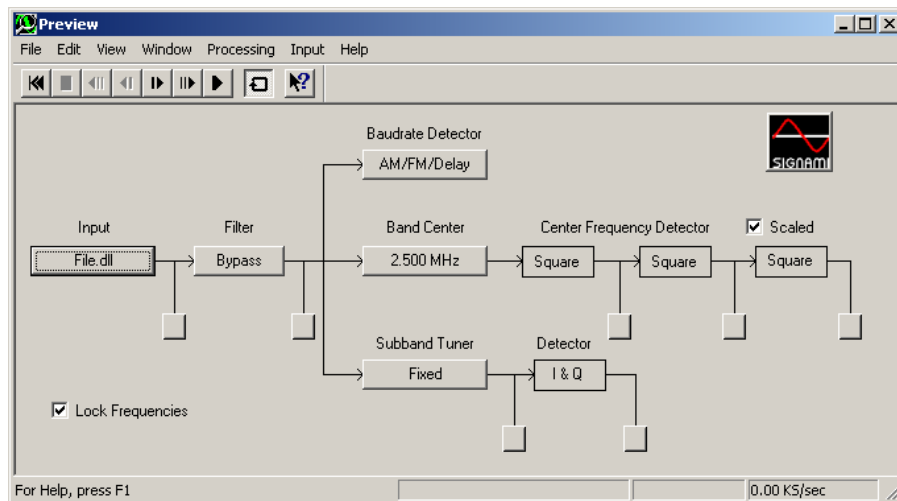 Preview
File Edit View Window Processing Input Help
Baudrate Detector
AM/FM/Delay
SIGNAMI
Input
Filter
Band Center
Center Frequency Detector
Scaled
File.dll
Bypass
2.500 MHz
Square
Square
Square
Subband Tuner
Detector
Fixed
I & Q
Lock Frequencies
For Help, press F1
0.00 KS/sec